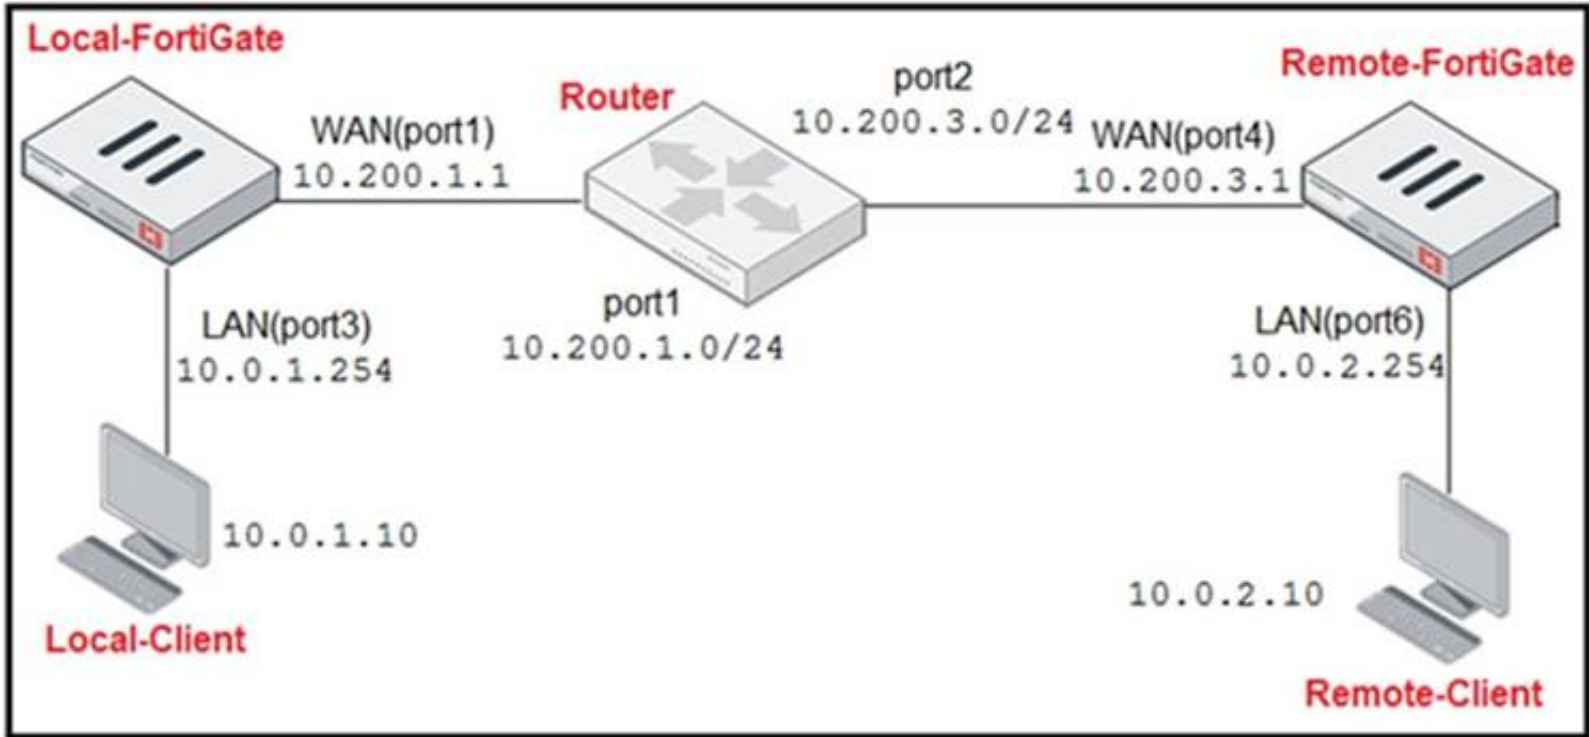 Local-FortiGate
WAN(port1)
10.200.1.1
Router
port2
10.200.3.0/24
Remote-FortiGate
WAN(port4)
10.200.3.1
port1
10.200.1.0/24
LAN(port3)
10.0.1.254
LAN(port6)
10.0.2.254
10.0.1.10
Local-Client
10.0.2.10
Remote-Client